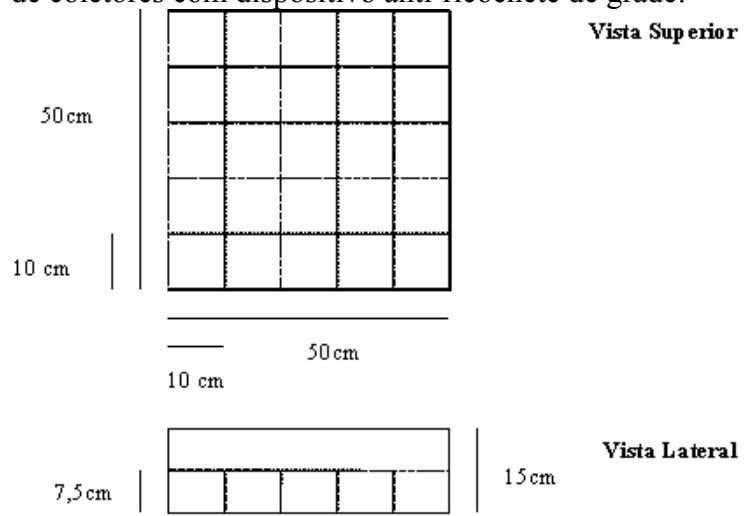 de coletores com dispositivo anti-ricochete de grade.
Vista Superior
50cm
10 cm
50cm
10 cm
Vista Lateral
7,5cm
15cm